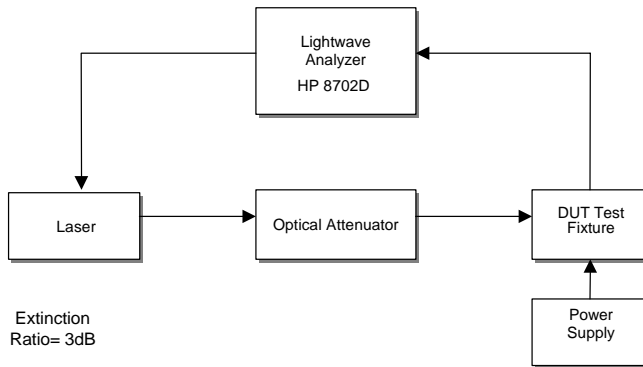 Lightwave
Analyzer
HP 8702D
Laser
Optical Attenuator
DUT Test
Fixture
Extinction
Ratio= 3dB
Power
Supply